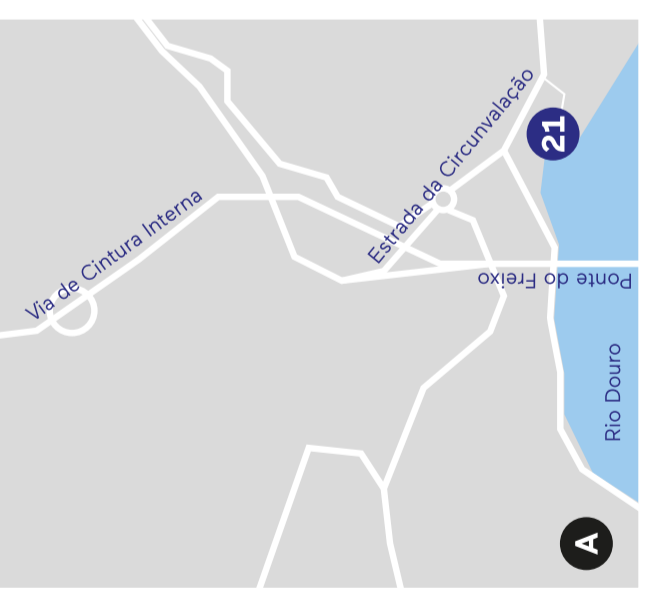 Via de Cintura Interna
Estrada da Circunvalação
21
Ponte do Freixo
Rio Douro
A